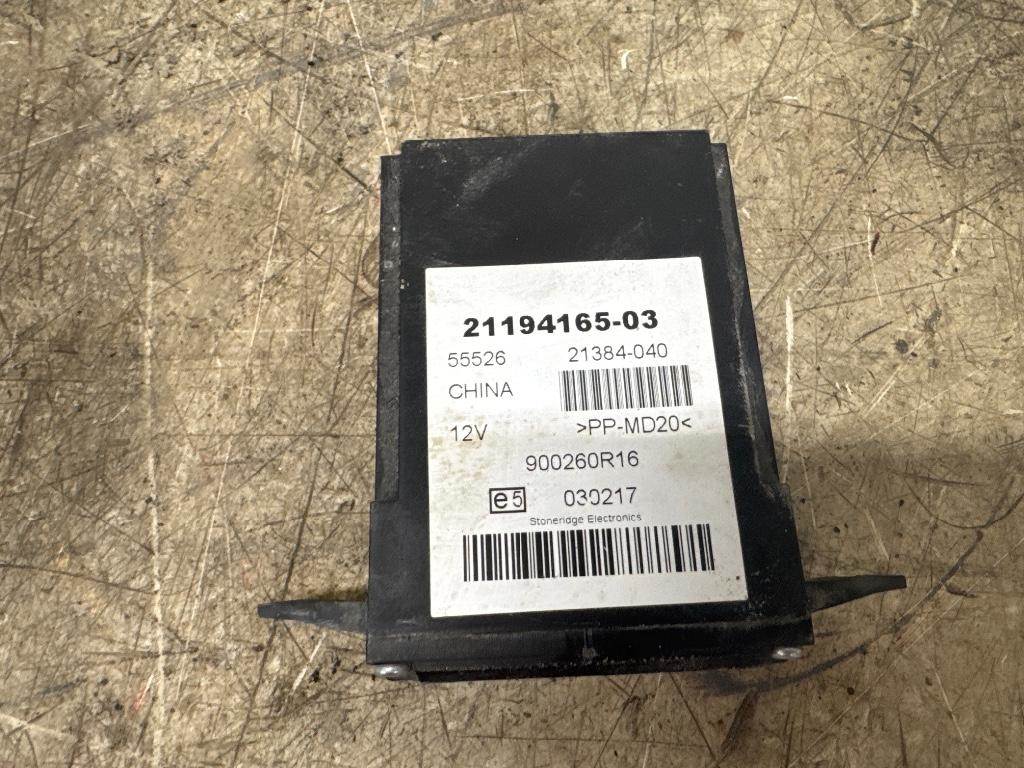 21194165-03
55526 21384-040
CHINA
12V >PP-MD20<
900260R16
e5 030217
Stoneridge Electronics